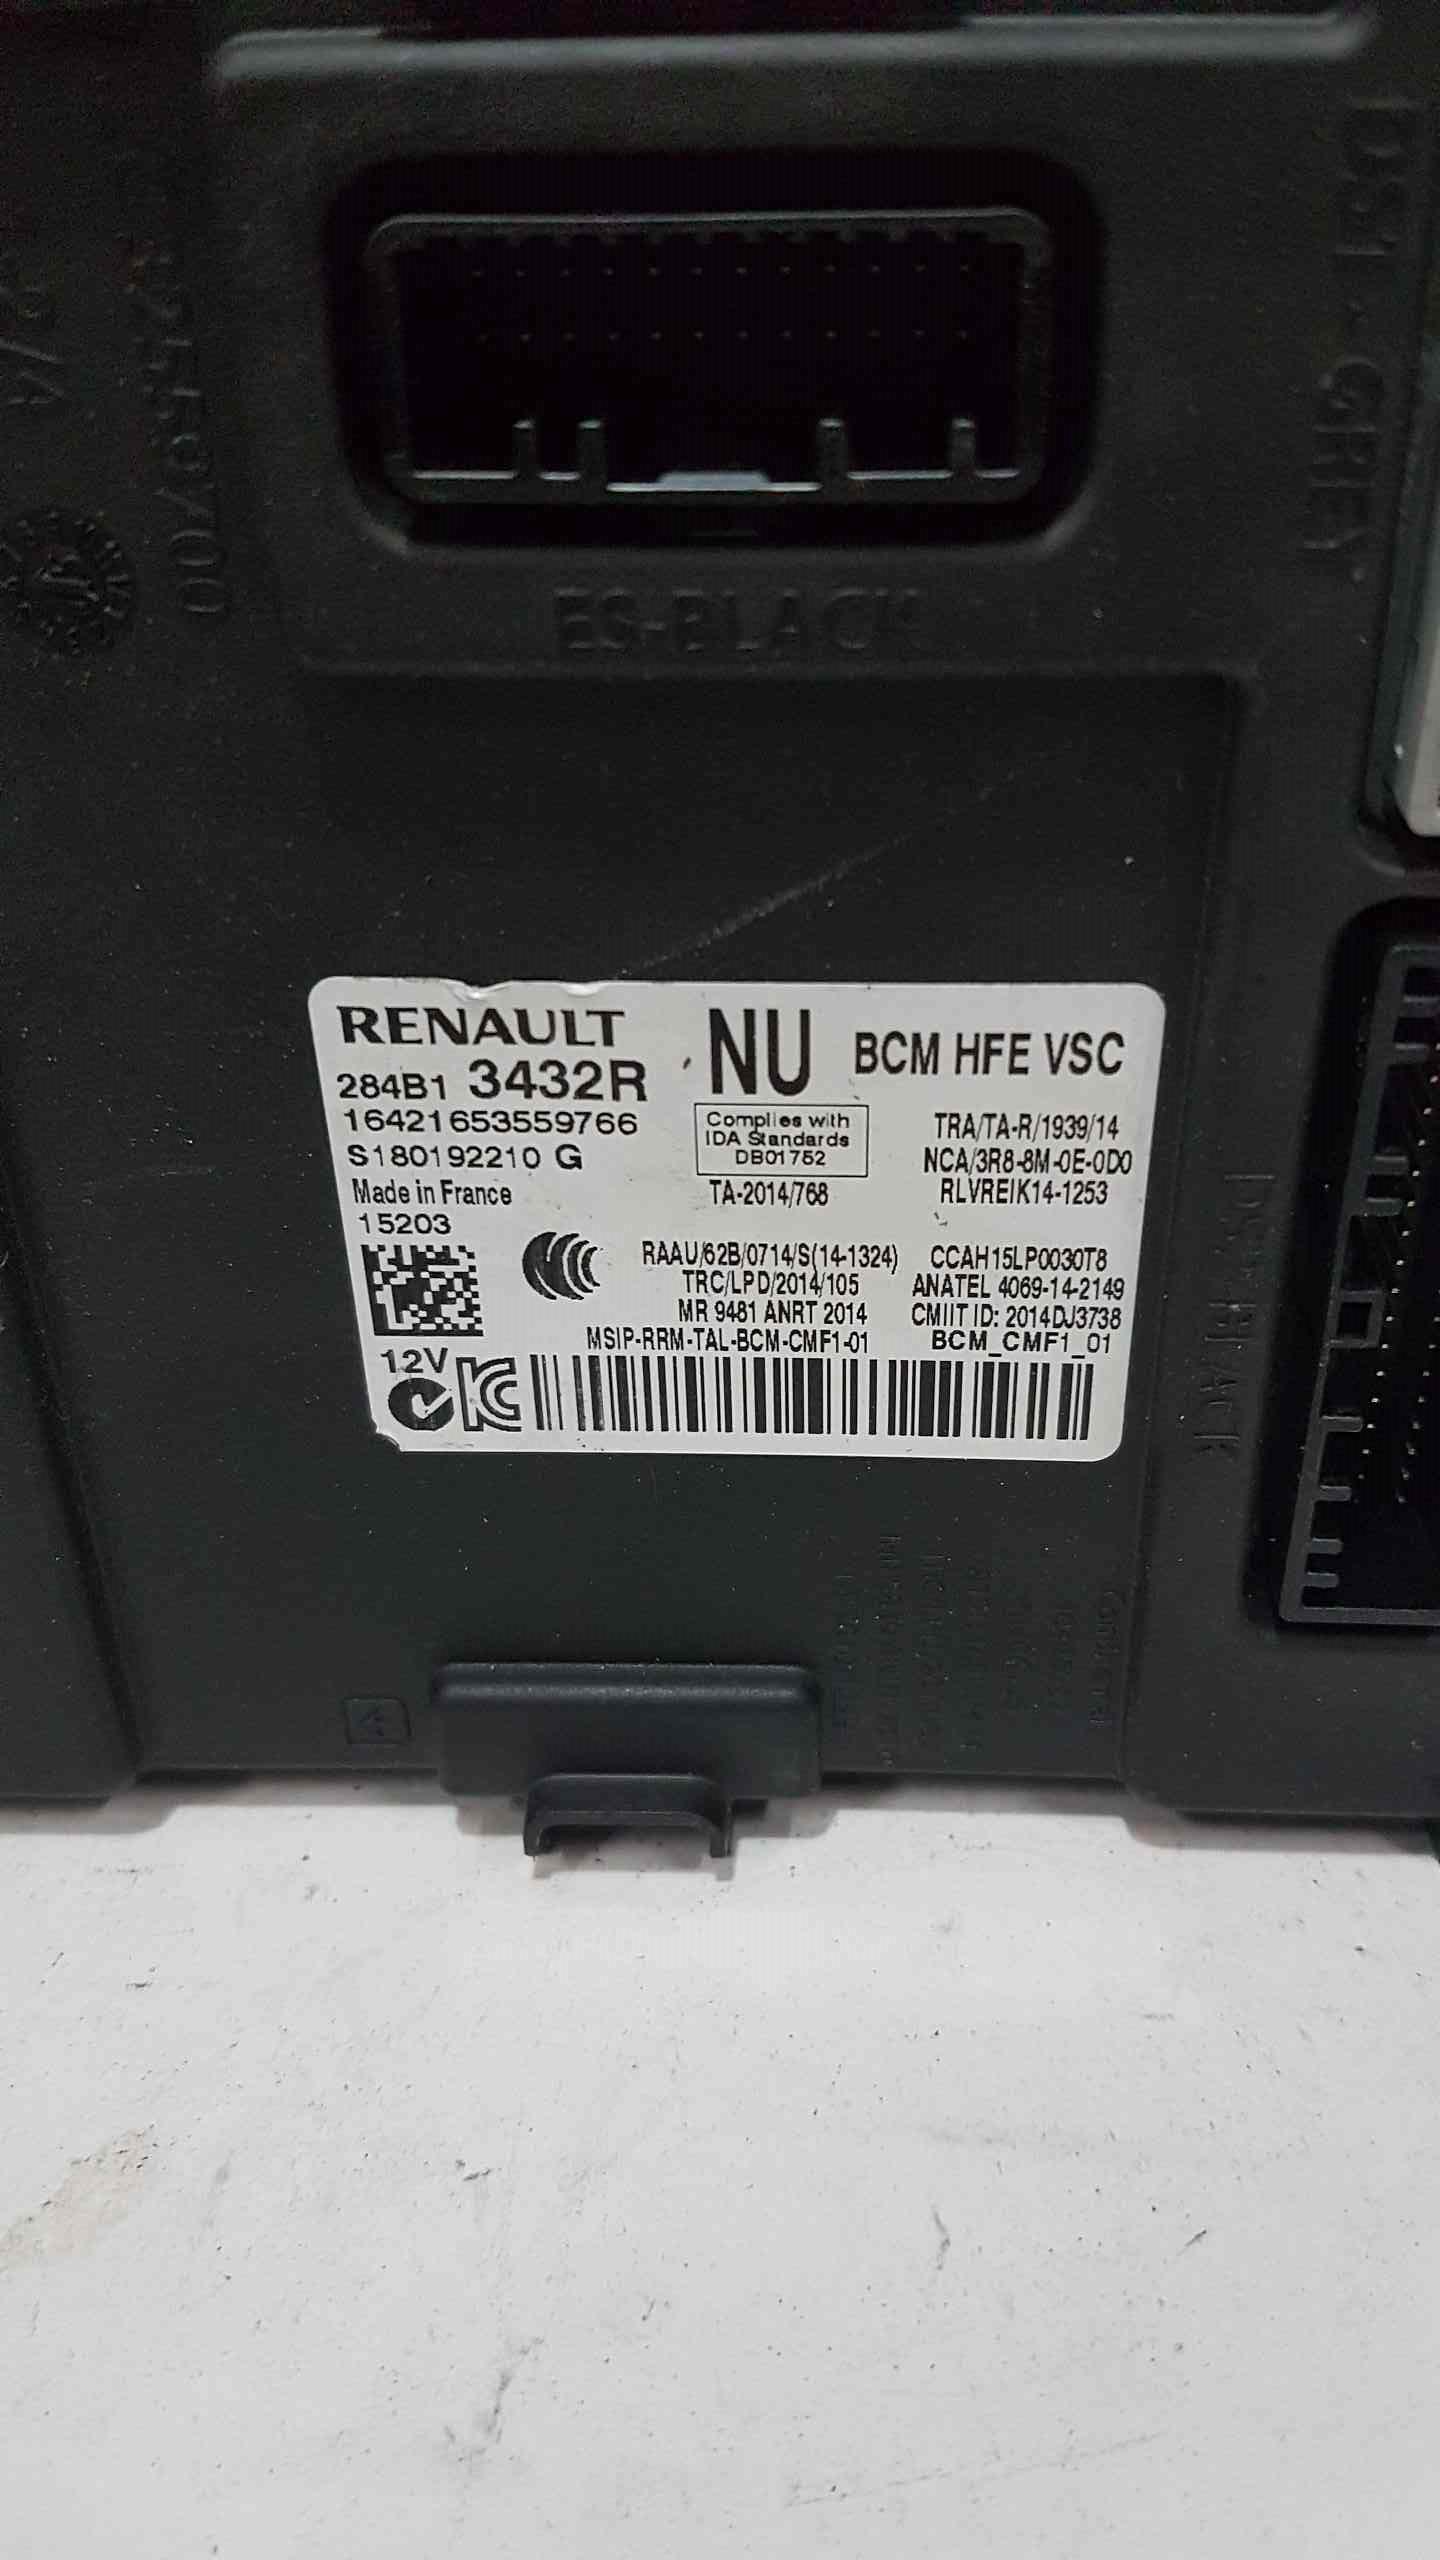 DS1-GREY
ES-BLACK
RENAULT NU BCM HFE VSC
284B1 3432R
16421653559766
S180192210 G
Made in France
15203
Complies with
IDA Standards
DB01752
TA-2014/768
TRA/TA-R/1939/14
NCA/3R8-8M-0E-0D0
RLVREIK14-1253
RAAU/62B/0714/S(14-1324) CCAH15LP0030T8
TRC/LPD/2014/105 ANATEL 4069-14-2149
MR 9481 ANRT 2014 CMIIT ID: 2014DJ3738
MSIP-RRM-TAL-BCM-CMF1-01 BCM_CMF1_01
12V
Continental